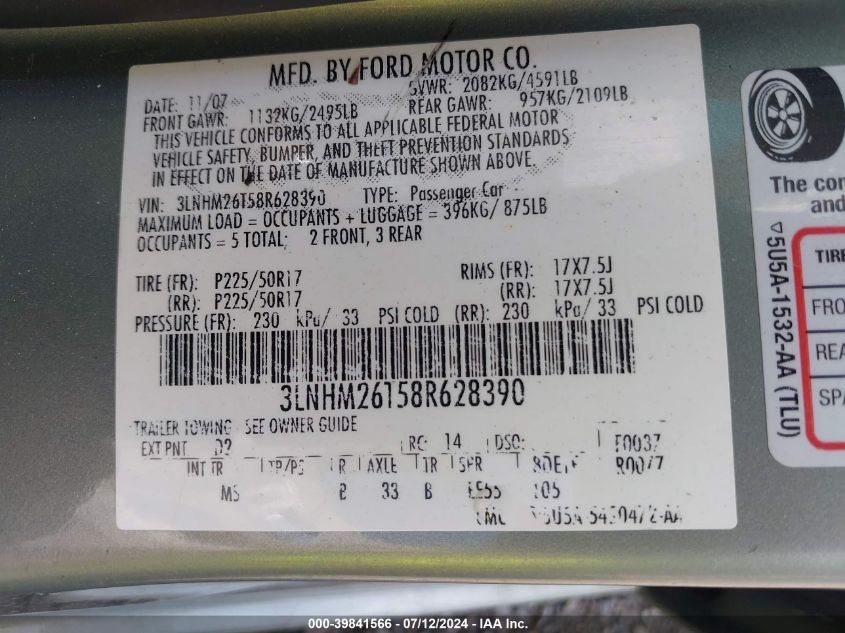 MFD. BY FORD MOTOR CO.
DATE: 11/07 GVWR: 2082KG/4591LB
FRONT GAWR: 1132KG/2495LB REAR GAWR: 957KG/2109LB
THIS VEHICLE CONFORMS TO ALL APPLICABLE FEDERAL MOTOR
VEHICLE SAFETY, BUMPER, AND THEFT PREVENTION STANDARDS
IN EFFECT ON THE DATE OF MANUFACTURE SHOWN ABOVE.
VIN: 3LNHM26T58R628390 TYPE: Passenger Car
MAXIMUM LOAD = OCCUPANTS + LUGGAGE = 396KG/ 875LB
OCCUPANTS = 5 TOTAL; 2 FRONT, 3 REAR
TIRE (FR): P225/50R17 RIMS (FR): 17X7.5J
(RR): P225/50R17 (RR): 17X7.5J
PRESSURE (FR): 230 kPa/ 33 PSI COLD (RR): 230 kPa/ 33 PSI COLD
3LNHM26T58R628390
TRAILER TOWING - SEE OWNER GUIDE
EXT PNT RC: 14 DSO:
INT TR TP/PS R AXLE TR SPR
M5 2 33 B
The
and
TIRE
FRO
REA
SPA
5U5A-1532-AA (TLU)
000-39841566 / 07/12/2024 - IAA Inc.